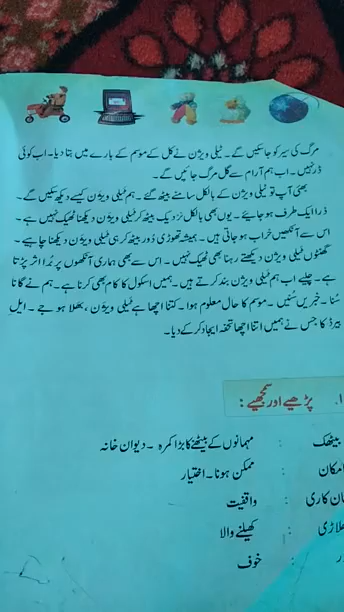 مرگ کی سیر کو جا سکیں گے۔ ٹیلی ویژن نے کل کے موسم کے بارے میں بتا دیا۔ اب کوئی
ڈر نہیں۔ اب ہم آرام سے گل مرگ جائیں گے۔
بھئی آپ تو ٹیلی ویژن کے بالکل سامنے بیٹھ گئے۔ ہم ٹیلی ویژن کیسے دیکھ سکیں گے۔
ذرا ایک طرف ہو جایئے۔ یوں بھی بالکل نزدیک بیٹھ کر ٹیلی ویژن دیکھنا ٹھیک نہیں ہے۔
اس سے آنکھیں خراب ہو جاتی ہیں۔ ہمیشہ تھوڑی دُور بیٹھ کر ہی ٹیلی ویژن دیکھنا چاہیے۔
گھنٹوں ٹیلی ویژن دیکھتے رہنا بھی ٹھیک نہیں۔ اس سے بھی ہماری آنکھوں پر بُرا اثر پڑتا
ہے۔ چلیے اب ہم ٹیلی ویژن بند کرتے ہیں۔ ہمیں اسکول کا کام بھی کرنا ہے۔ ہم نے گانا
سُنا۔ خبریں سنیں۔ موسم کا حال معلوم ہوا۔ کتنا اچھا ہے ٹیلی ویژن، بھلا ہو جے۔ ایل
بیرڈ کا جس نے ہمیں اتنا اچھا تحفہ ایجاد کر کے دیا۔
۱. پڑھیے اور سمجھیے:
بیٹھک : مہمانوں کے بیٹھنے کا بڑا کمرہ۔ دیوان خانہ
امکان : ممکن ہونا۔ اختیار
ان کاری : واقفیت
ھلاڑی : کھیلنے والا
ر : خوف